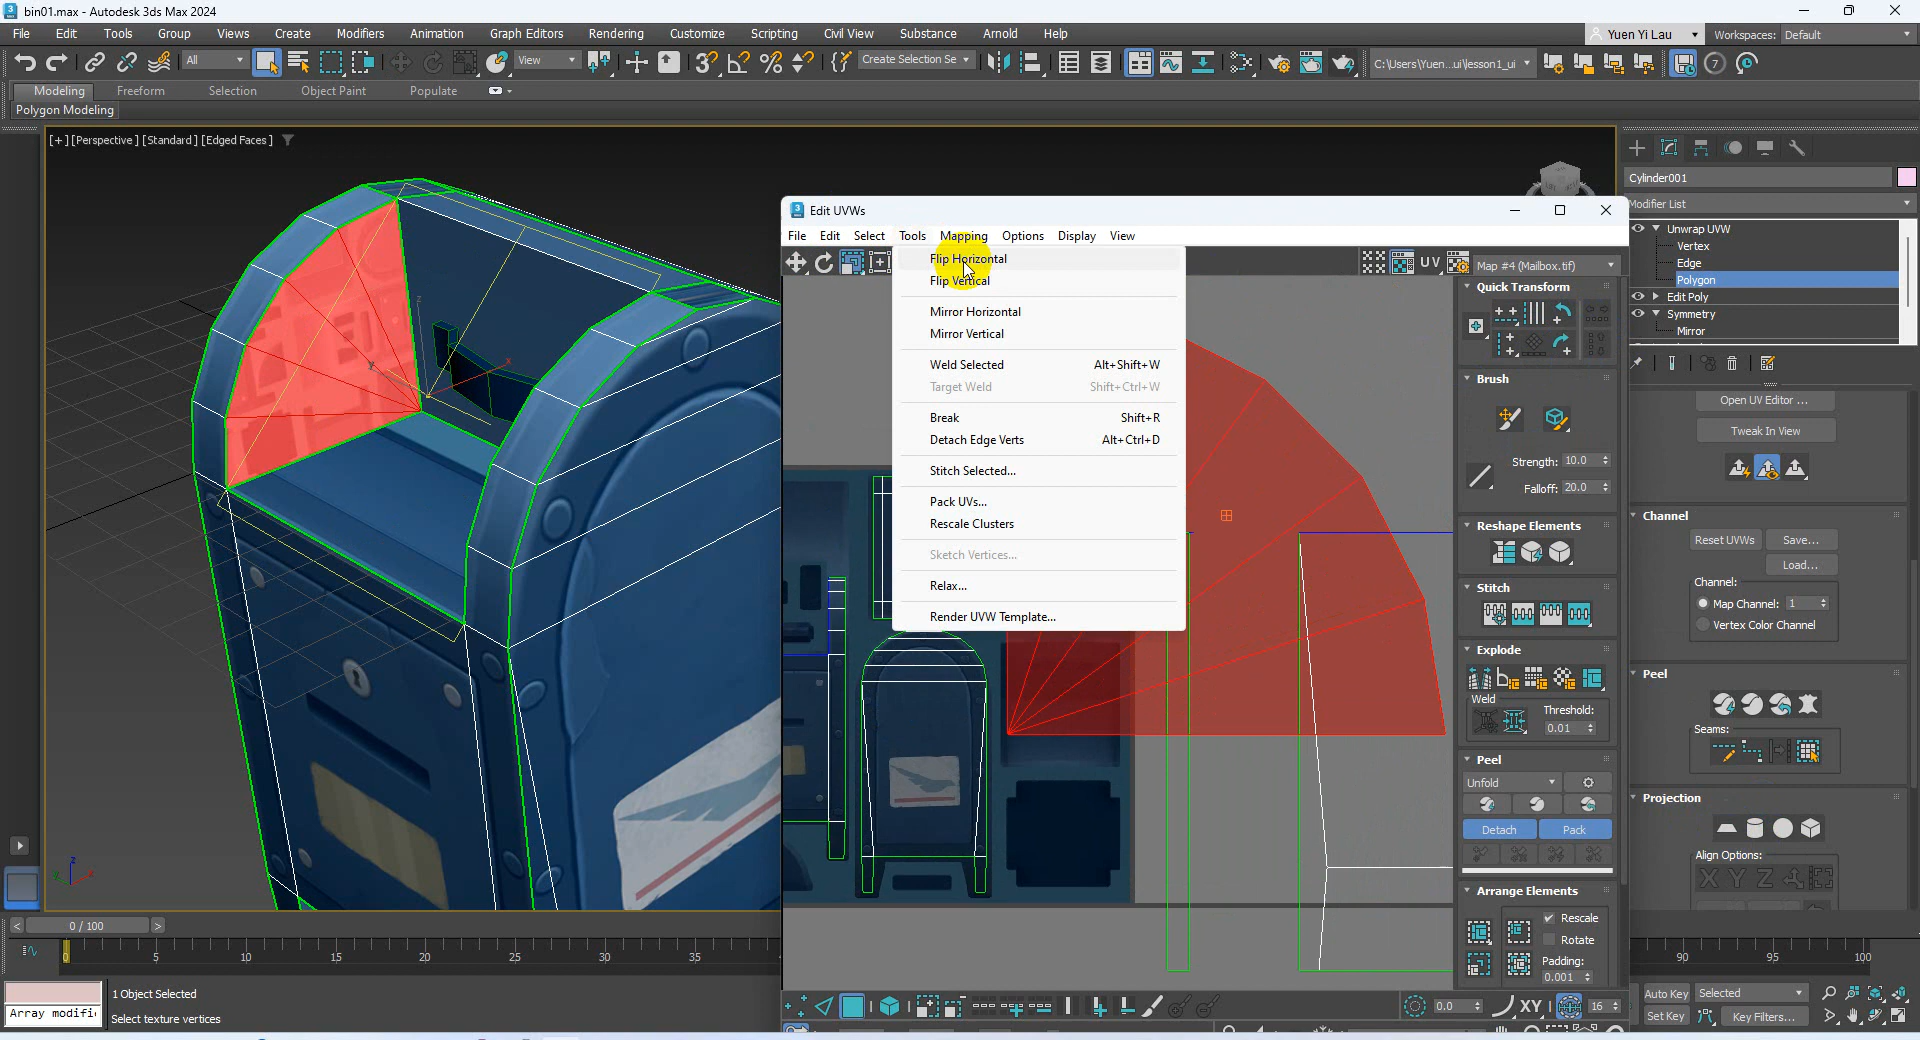 bin01.max - Autodesk 3ds Max 2024
File Edit Tools Group Views Create Modifiers Animation Graph Editors Rendering Customize Scripting Civil View Substance Arnold Help
Yuen Yi Lau Workspaces: Default
All View Create Selection Se C:\Users\Yuen...ui\lesson1_ui
Modeling Freeform Selection Object Paint Populate
Polygon Modeling
[+] [Perspective] [Standard] [Edged Faces]
Edit UVWs
File Edit Select Tools Mapping Options Display View
UV Map #4 (Mailbox.tif)
Flip Horizontal
Flip Vertical
Mirror Horizontal
Mirror Vertical
Weld Selected Alt+Shift+W
Target Weld Shift+Ctrl+W
Break Shift+R
Detach Edge Verts Alt+Ctrl+D
Stitch Selected...
Pack UVs...
Rescale Clusters
Sketch Vertices...
Relax...
Render UVW Template...
Quick Transform
Brush
Strength: 10.0
Falloff: 20.0
Reshape Elements
Stitch
Explode
Weld Threshold:
0.01
Peel
Unfold
Detach Pack
Arrange Elements
Rescale
Rotate
Padding:
0.001
0.0 XY 16
Cylinder001
Modifier List
Unwrap UVW
Vertex
Edge
Polygon
Edit Poly
Symmetry
Mirror
Open UV Editor ...
Tweak In View
Channel
Reset UVWs Save...
Load...
Channel:
Map Channel: 1
Vertex Color Channel
Peel
Seams:
Projection
Align Options:
X Y Z
0 / 100
0 5 10 15 20 25 30 35 90 95 100
1 Object Selected
Array modifi
Select texture vertices
Auto Key Selected
Set Key Key Filters...